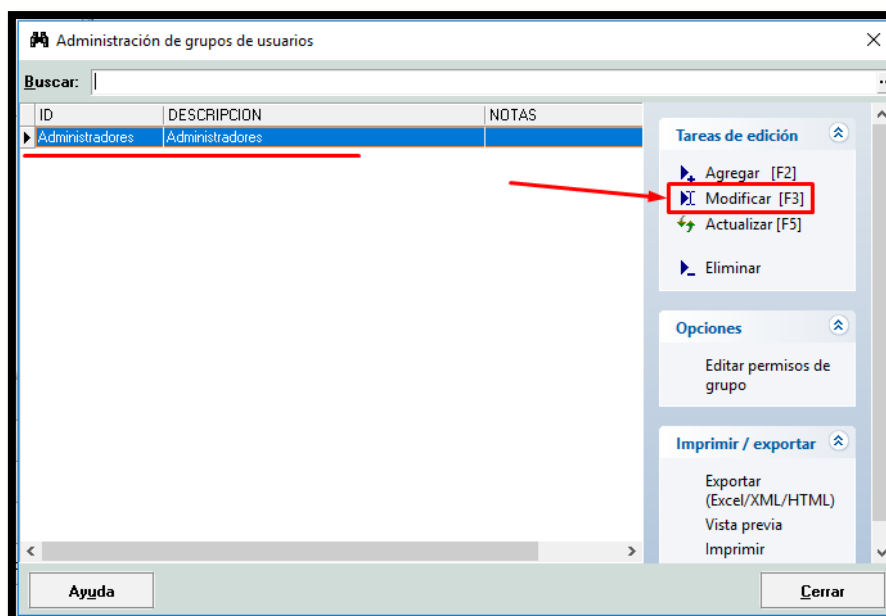 Administración de grupos de usuarios
Buscar:
ID DESCRIPCION NOTAS
Administradores Administradores
Tareas de edición
Agregar [F2]
Modificar [F3]
Actualizar [F5]
Eliminar
Opciones
Editar permisos de
grupo
Imprimir / exportar
Exportar
(Excel/XML/HTML)
Vista previa
Imprimir
Ayuda
Cerrar